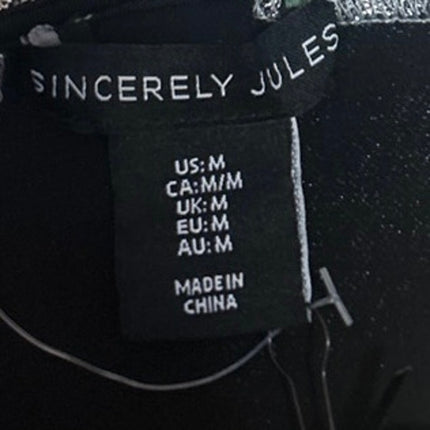 SINCERELY JULES
US: M
CA: M/M
UK: M
EU: M
AU: M
MADE IN
CHINA